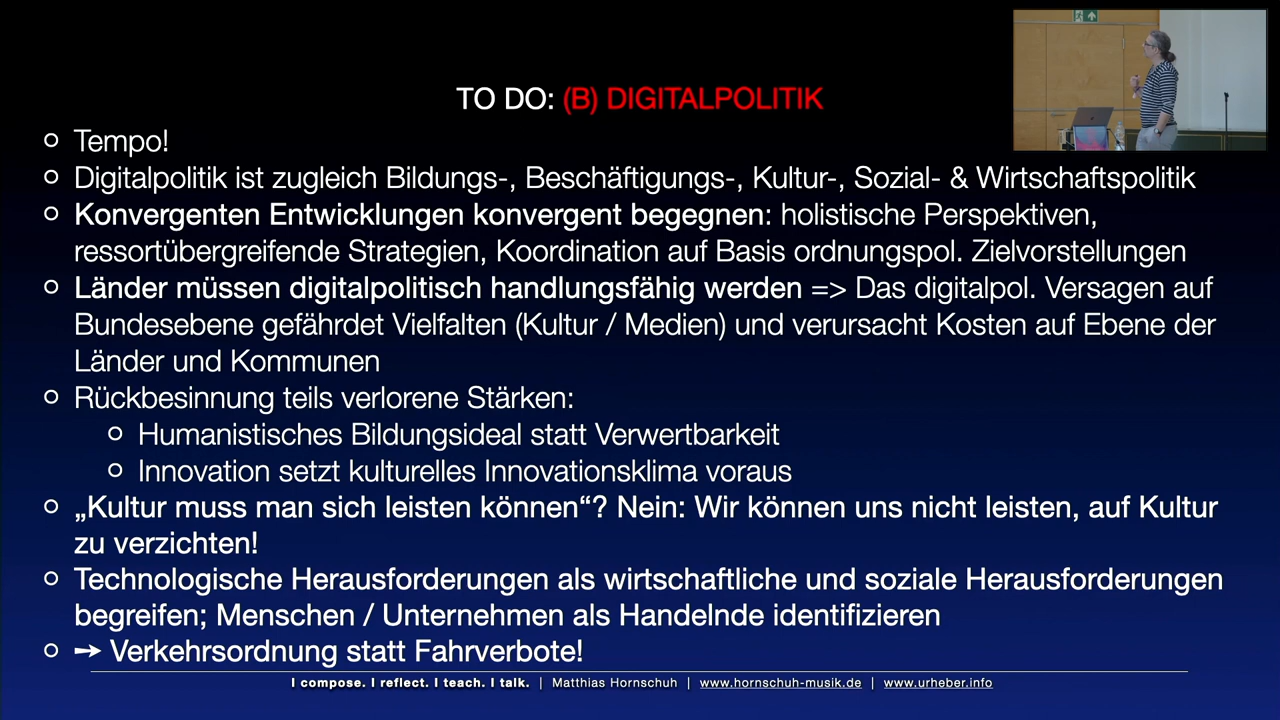 TO DO: (B) DIGITALPOLITIK
Tempo!
Digitalpolitik ist zugleich Bildungs-, Beschäftigungs-, Kultur-, Sozial- & Wirtschaftspolitik
Konvergenten Entwicklungen konvergent begegnen: holistische Perspektiven,
ressortübergreifende Strategien, Koordination auf Basis ordnungspol. Zielvorstellungen
Länder müssen digitalpolitisch handlungsfähig werden => Das digitalpol. Versagen auf
Bundesebene gefährdet Vielfalten (Kultur / Medien) und verursacht Kosten auf Ebene der
Länder und Kommunen
Rückbesinnung teils verlorene Stärken:
Humanistisches Bildungsideal statt Verwertbarkeit
Innovation setzt kulturelles Innovationsklima voraus
„Kultur muss man sich leisten können“? Nein: Wir können uns nicht leisten, auf Kultur
zu verzichten!
Technologische Herausforderungen als wirtschaftliche und soziale Herausforderungen
begreifen; Menschen / Unternehmen als Handelnde identifizieren
➙ Verkehrsordnung statt Fahrverbote!
I compose. I reflect. I teach. I talk. | Matthias Hornschuh | www.hornschuh-musik.de | www.urheber.info